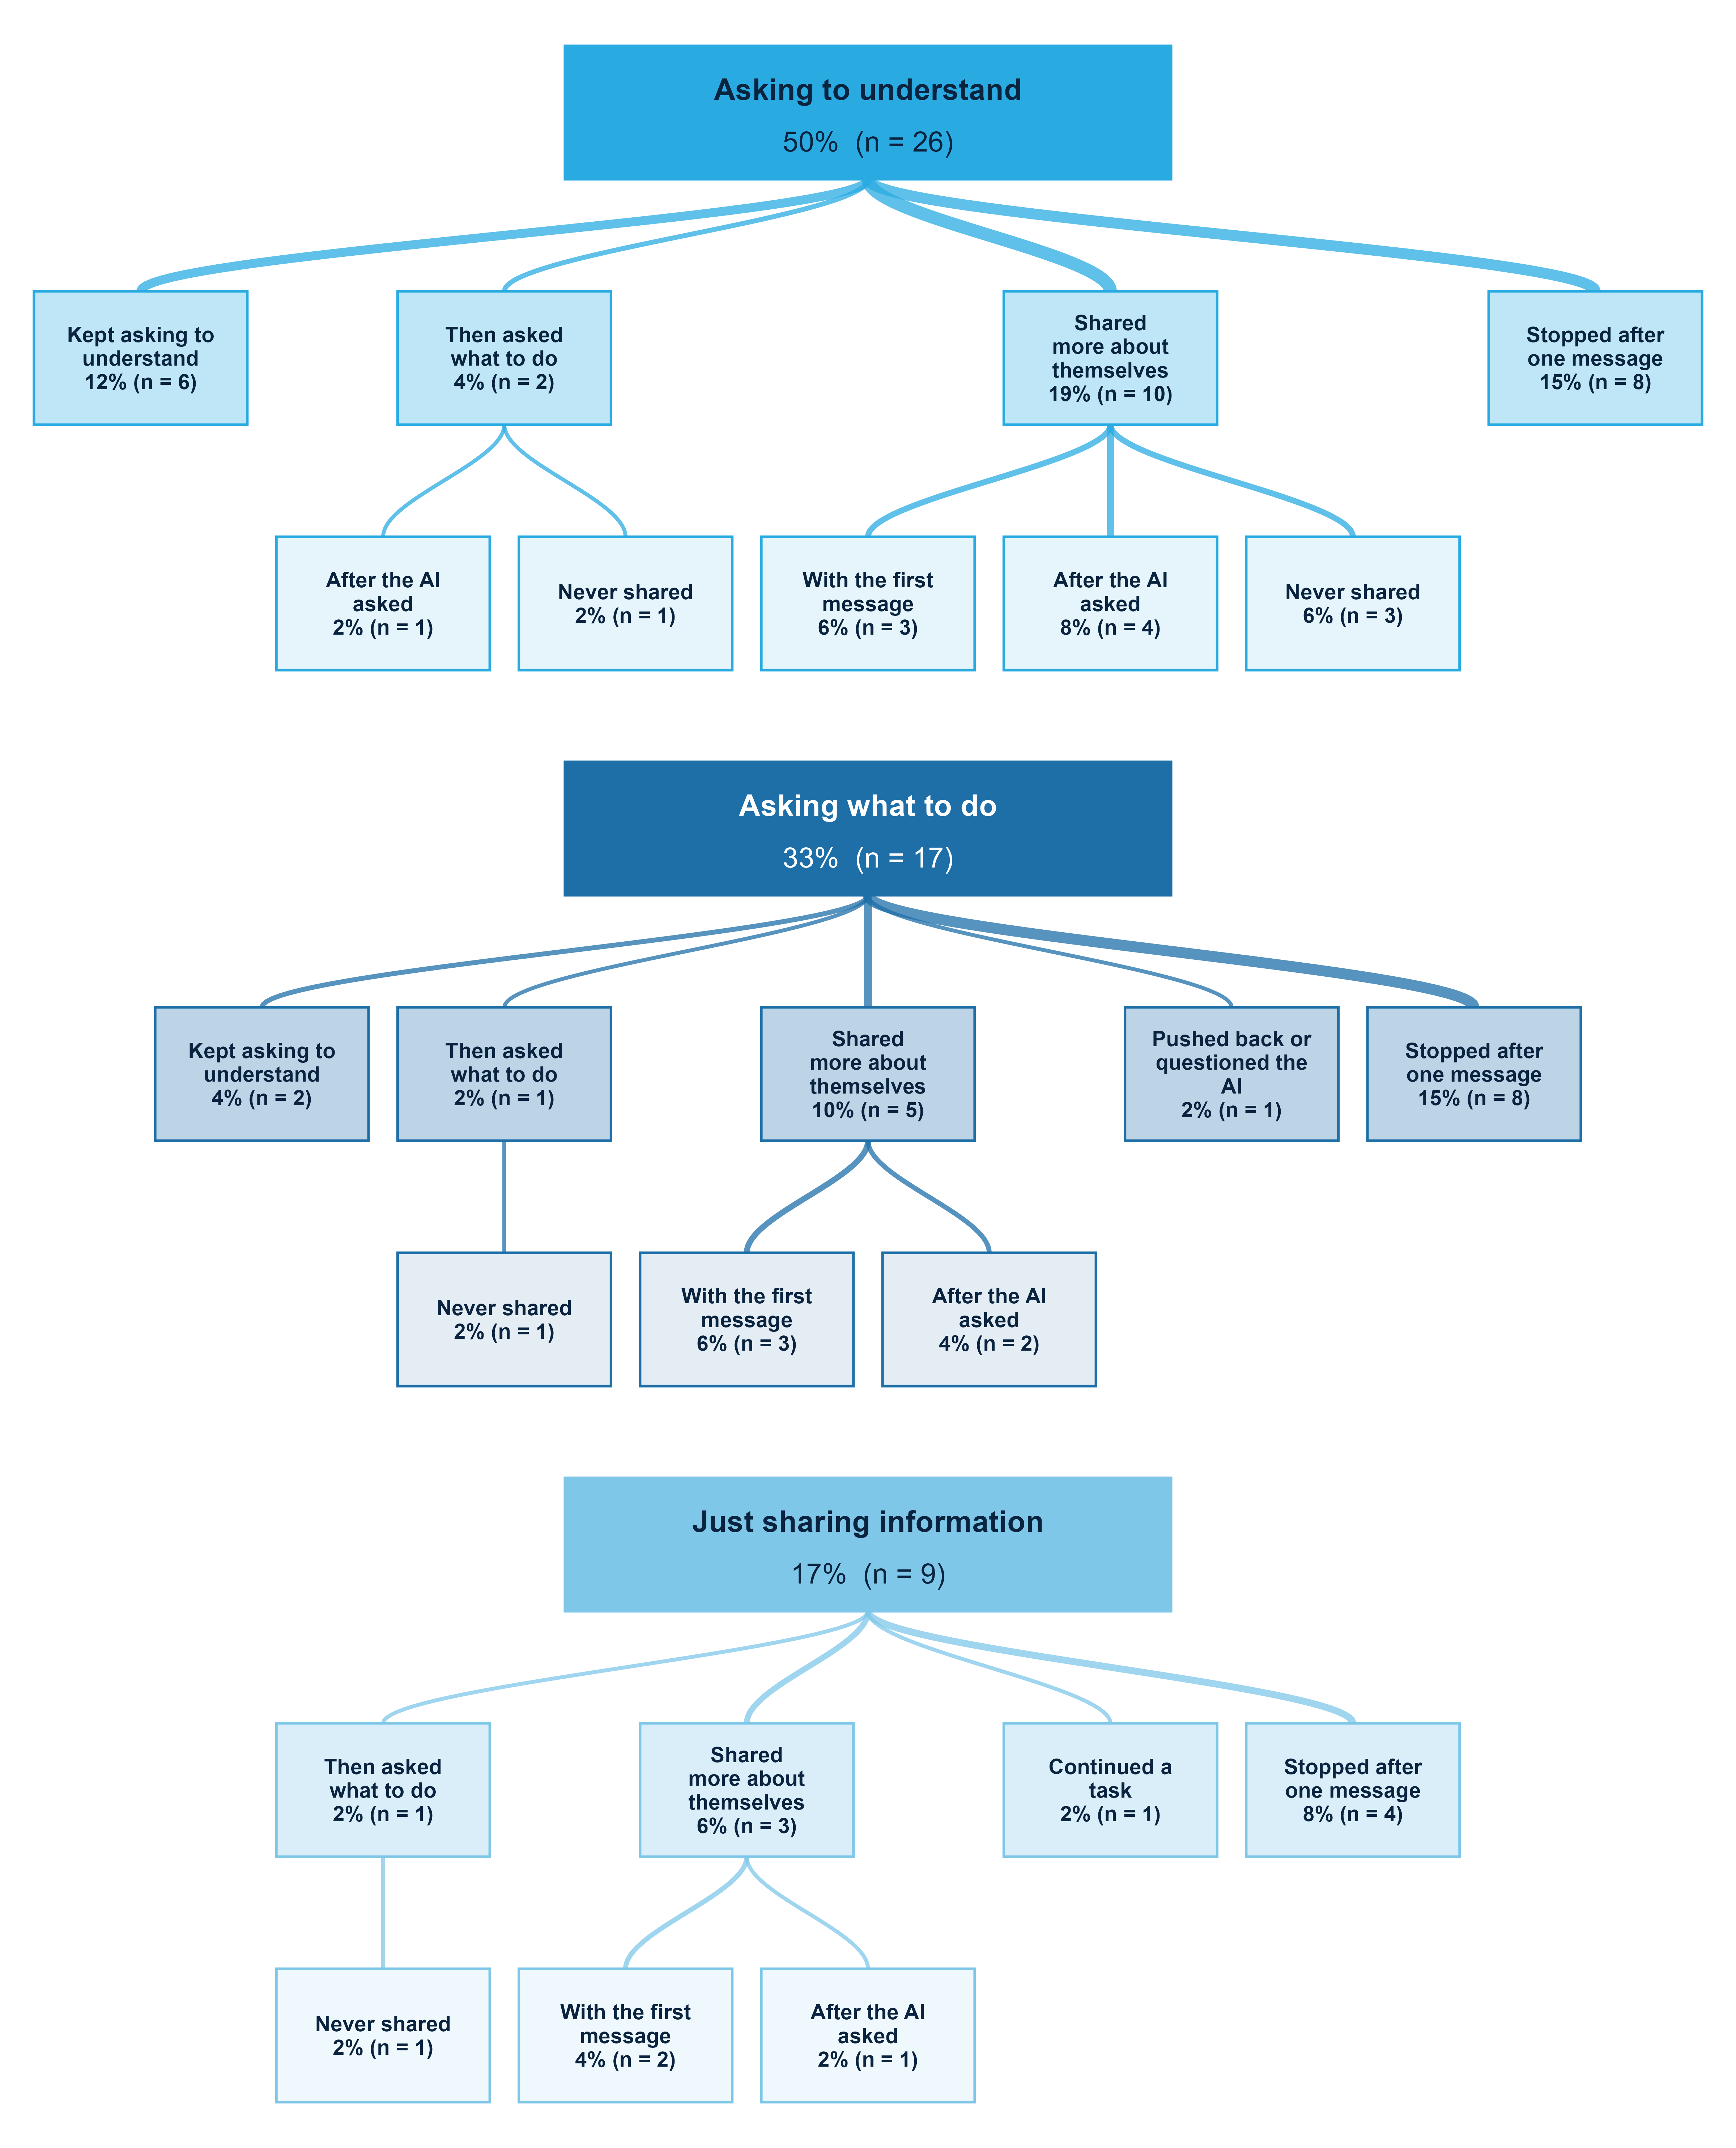 Asking to understand
50%  (n = 26)
Kept asking to
understand
12% (n = 6)
Then asked
what to do
4% (n = 2)
Shared
more about
themselves
19% (n = 10)
Stopped after
one message
15% (n = 8)
After the AI
asked
2% (n = 1)
Never shared
2% (n = 1)
With the first
message
6% (n = 3)
After the AI
asked
8% (n = 4)
Never shared
6% (n = 3)
Asking what to do
33%  (n = 17)
Kept asking to
understand
4% (n = 2)
Then asked
what to do
2% (n = 1)
Shared
more about
themselves
10% (n = 5)
Pushed back or
questioned the
AI
2% (n = 1)
Stopped after
one message
15% (n = 8)
Never shared
2% (n = 1)
With the first
message
6% (n = 3)
After the AI
asked
4% (n = 2)
Just sharing information
17%  (n = 9)
Then asked
what to do
2% (n = 1)
Shared
more about
themselves
6% (n = 3)
Continued a
task
2% (n = 1)
Stopped after
one message
8% (n = 4)
Never shared
2% (n = 1)
With the first
message
4% (n = 2)
After the AI
asked
2% (n = 1)